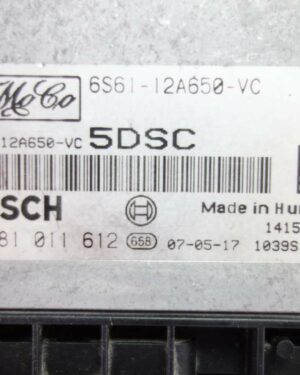 MoCo 6S61-12A650-VC
12A650-VC 5DSC
SCH
Made in Hu
1415
81 011 612 658 07-05-17 1039S